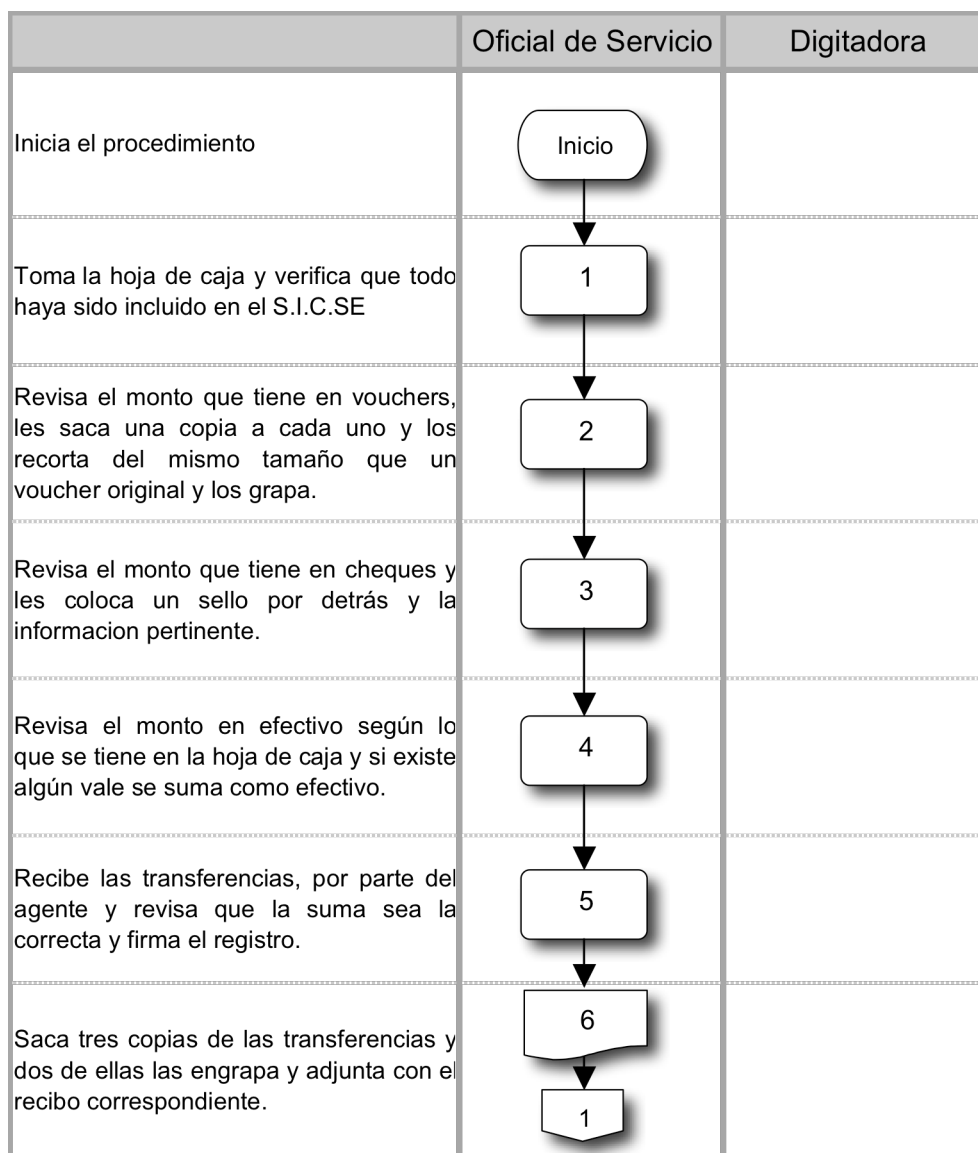 Oficial de Servicio
Digitadora
Inicia el procedimiento
Inicio
Toma la hoja de caja y verifica que todo
haya sido incluido en el S.I.C.SE
1
Revisa el monto que tiene en vouchers,
les saca una copia a cada uno y los
recorta del mismo tamaño que un
voucher original y los grapa.
2
Revisa el monto que tiene en cheques y
les coloca un sello por detrás y la
informacion pertinente.
3
Revisa el monto en efectivo según lo
que se tiene en la hoja de caja y si existe
algún vale se suma como efectivo.
4
Recibe las transferencias, por parte del
agente y revisa que la suma sea la
correcta y firma el registro.
5
Saca tres copias de las transferencias y
dos de ellas las engrapa y adjunta con el
recibo correspondiente.
6
1